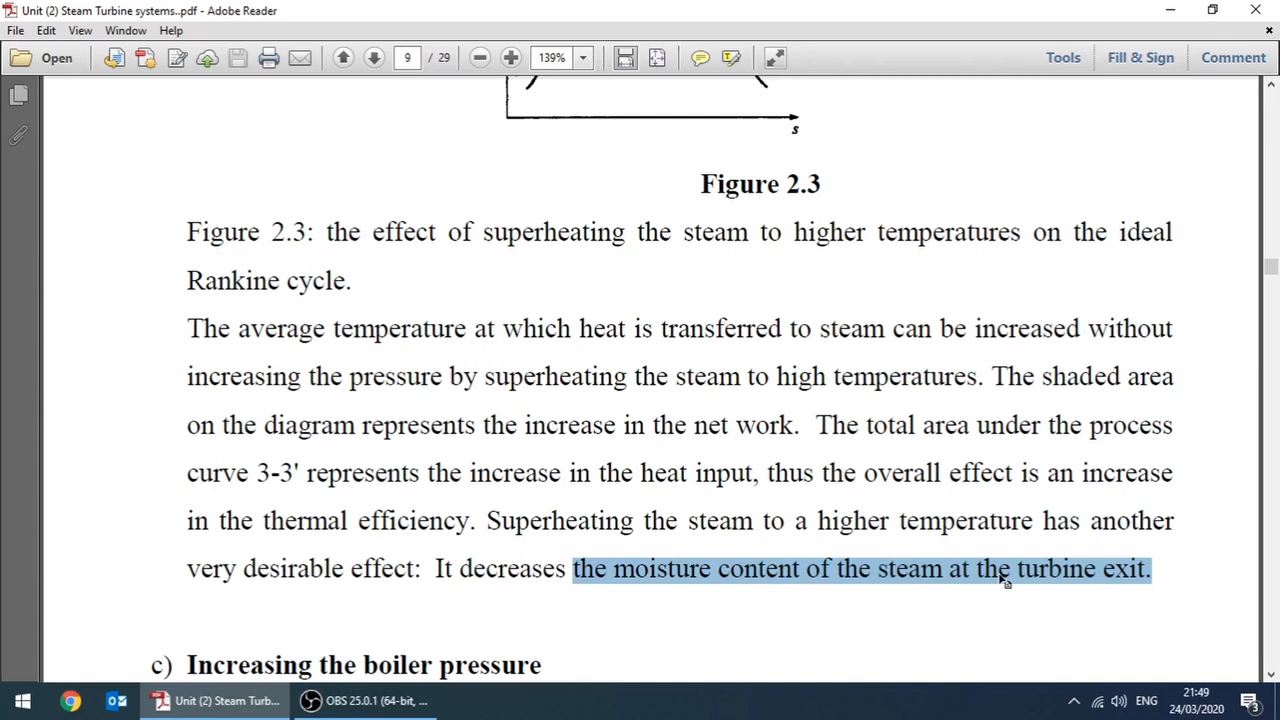 Unit (2) Steam Turbine systems..pdf - Adobe Reader
File Edit View Window Help
Open 9 / 29 139% Tools Fill & Sign Comment
s
Figure 2.3
Figure 2.3: the effect of superheating the steam to higher temperatures on the ideal
Rankine cycle.
The average temperature at which heat is transferred to steam can be increased without
increasing the pressure by superheating the steam to high temperatures. The shaded area
on the diagram represents the increase in the net work. The total area under the process
curve 3-3' represents the increase in the heat input, thus the overall effect is an increase
in the thermal efficiency. Superheating the steam to a higher temperature has another
very desirable effect: It decreases the moisture content of the steam at the turbine exit.
c) Increasing the boiler pressure
Unit (2) Steam Turb... OBS 25.0.1 (64-bit, ... ENG 21:49
24/03/2020 3